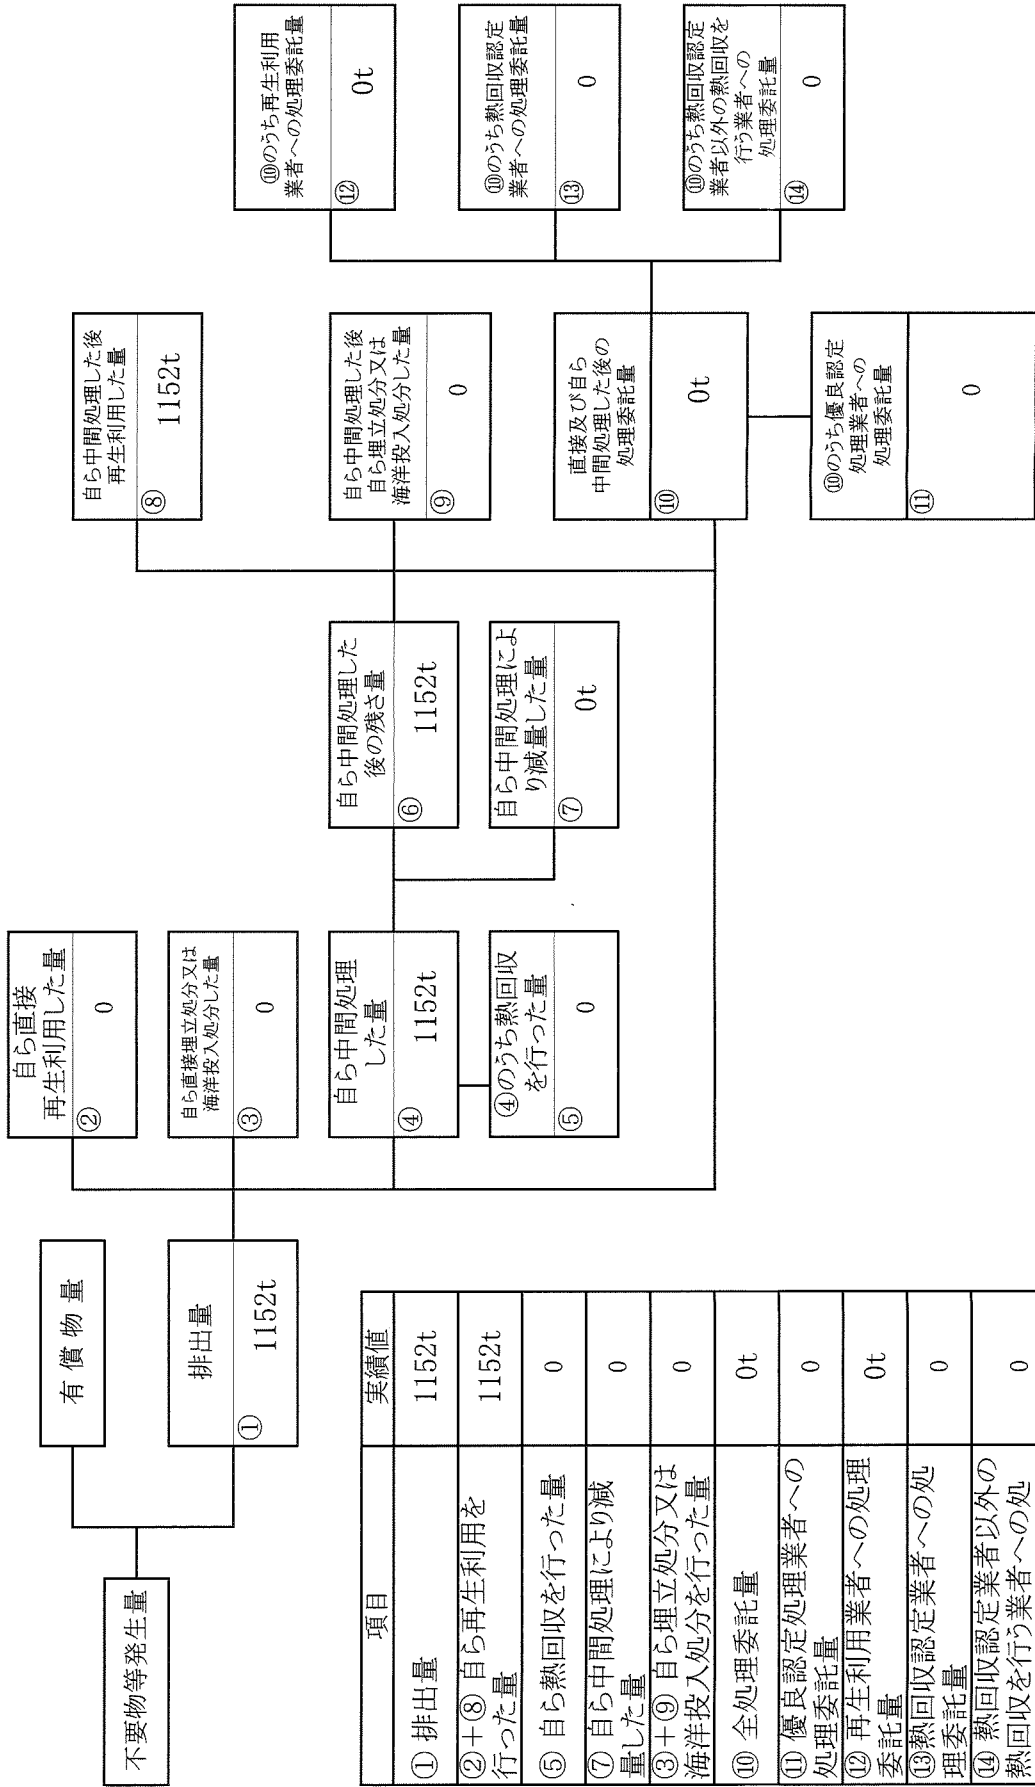 不要物等発生量
有償物量
排出量
①
1152t
自ら直接
再生利用した量
②
0
自ら直接埋立処分又は
海洋投入処分した量
③
0
自ら中間処理
した量
④
1152t
④のうち熱回収
を行った量
⑤
0
自ら中間処理した
後の残さ量
⑥
1152t
自ら中間処理によ
り減量した量
⑦
0t
自ら中間処理した後
再生利用した量
⑧
1152t
自ら中間処理した後
自ら埋立処分又は
海洋投入処分した量
⑨
0
直接及び自ら
中間処理した後の
処理委託量
⑩
0t
⑩のうち優良認定
処理業者への
処理委託量
⑪
0
⑩のうち再生利用
業者への処理委託量
⑫
0t
⑩のうち熱回収認定
業者への処理委託量
⑬
0
⑩のうち熱回収認定
業者以外の熱回収を
行う業者への
処理委託量
⑭
0
項目
実績値
①排出量
1152t
②+⑧ 自ら再生利用を
行った量
1152t
⑤ 自ら熱回収を行った量
0
⑦ 自ら中間処理により減
量した量
0
③+⑨ 自ら埋立処分又は
海洋投入処分を行った量
0
⑩ 全処理委託量
0t
⑪ 優良認定処理業者への
処理委託量
0
⑫ 再生利用業者への処理
委託量
0t
⑬熱回収認定業者への処
理委託量
0
⑭ 熱回収認定業者以外の
熱回収を行う業者への処
0